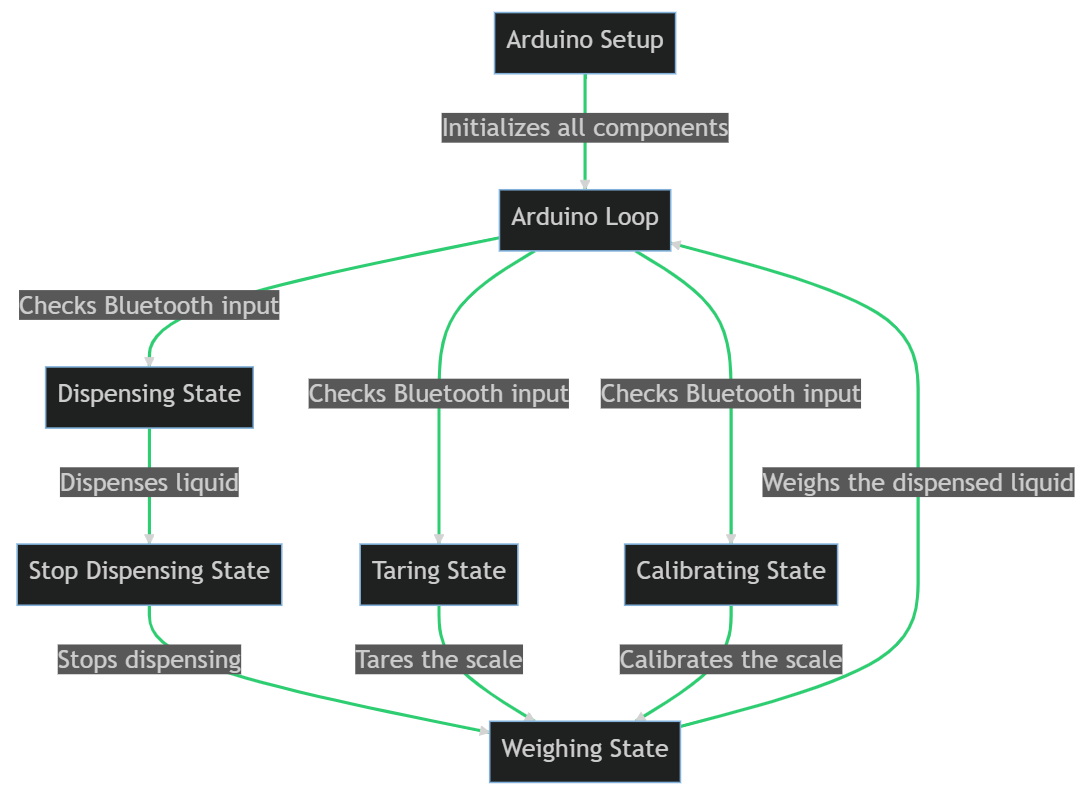 Arduino Setup
Initializes all components
Arduino Loop
Checks Bluetooth input
Dispensing State
Checks Bluetooth input
Checks Bluetooth input
Dispenses liquid
Weighs the dispensed liquid
Stop Dispensing State
Taring State
Calibrating State
Stops dispensing
Tares the scale
Calibrates the scale
Weighing State